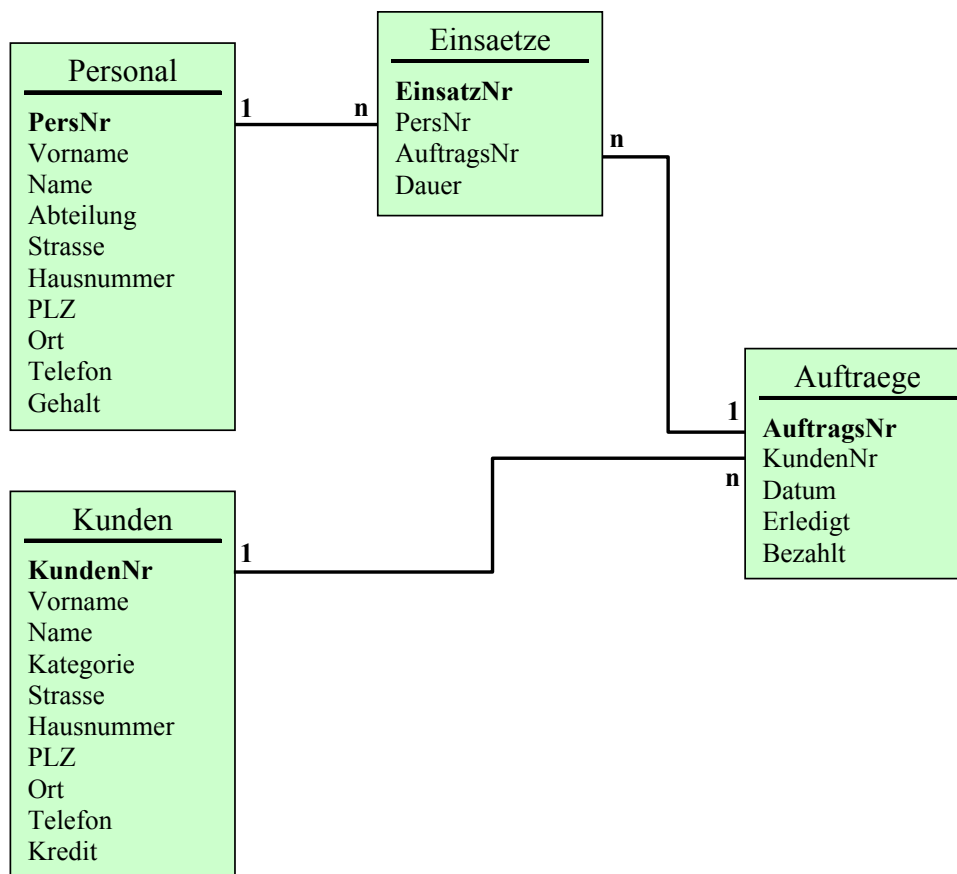 Personal
PersNr
Vorname
Name
Abteilung
Strasse
Hausnummer
PLZ
Ort
Telefon
Gehalt
1
n
Einsaetze
EinsatzNr
PersNr
AuftragsNr
Dauer
n
1
Auftraege
AuftragsNr
KundenNr
Datum
Erledigt
Bezahlt
n
1
Kunden
KundenNr
Vorname
Name
Kategorie
Strasse
Hausnummer
PLZ
Ort
Telefon
Kredit